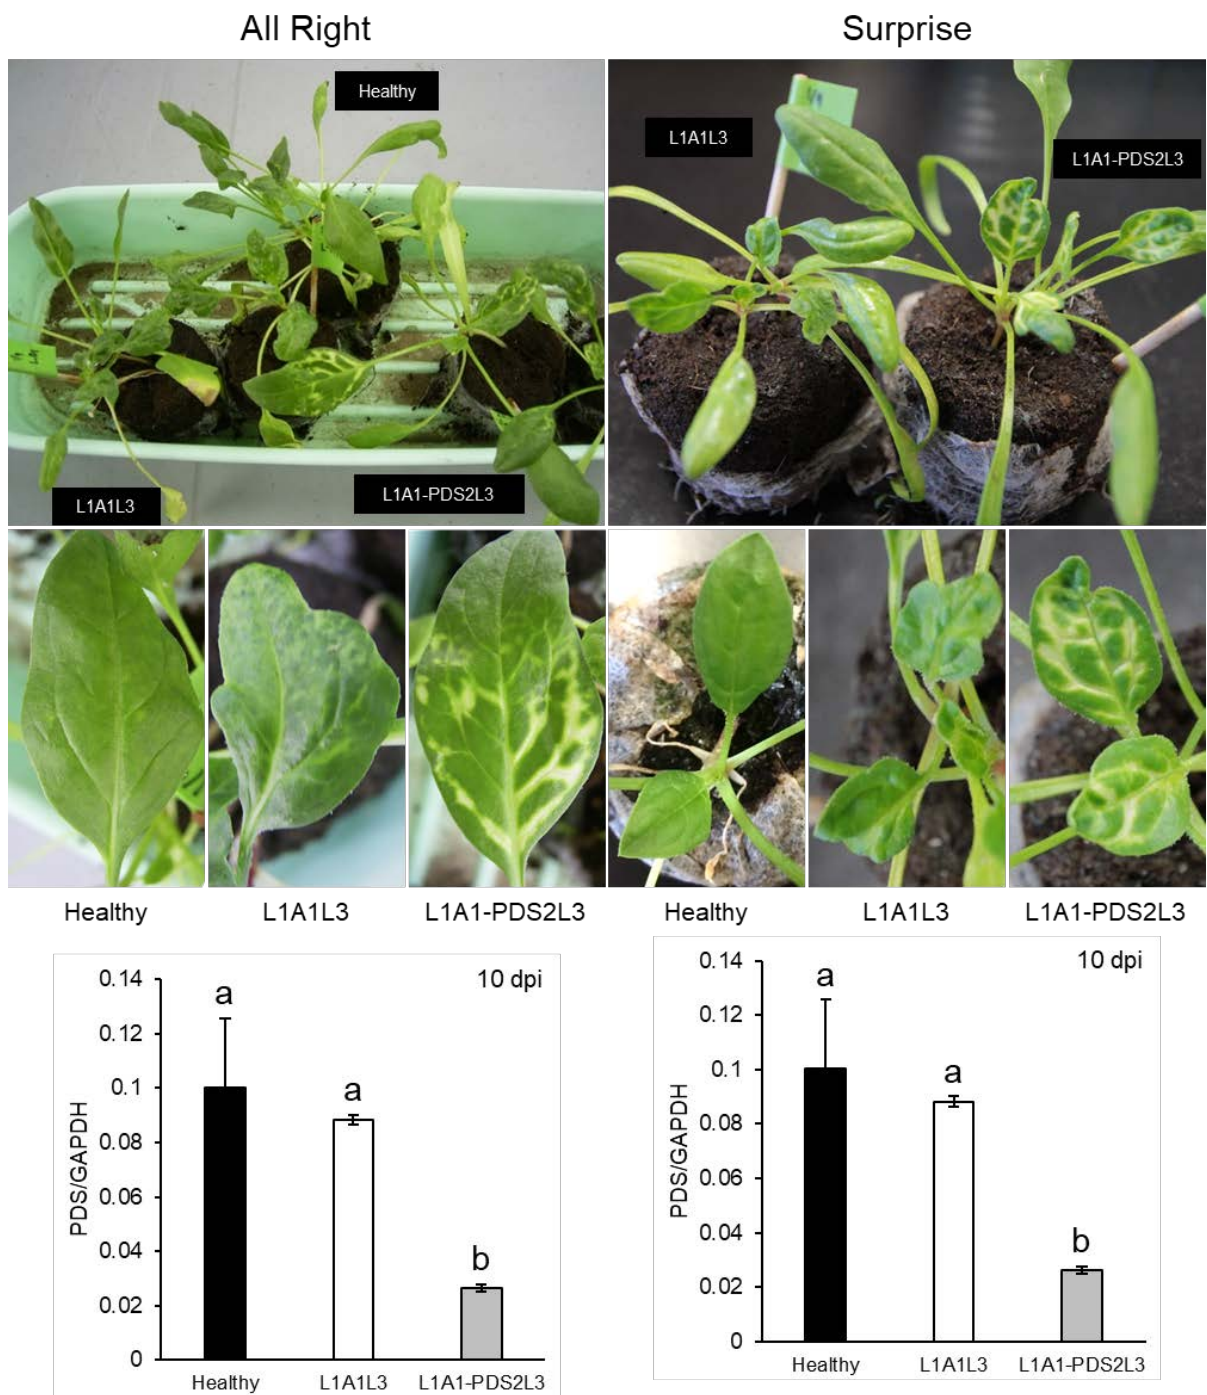 All Right
Surprise
Healthy
L1A1L3
L1A1-PDS2L3
L1A1L3
L1A1-PDS2L3
Healthy
L1A1L3
L1A1-PDS2L3
Healthy
L1A1L3
L1A1-PDS2L3
10 dpi
PDS/GAPDH
0.14
0.12
0.1
0.08
0.06
0.04
0.02
0
a
a
b
Healthy
L1A1L3
L1A1-PDS2L3
10 dpi
PDS/GAPDH
0.14
0.12
0.1
0.08
0.06
0.04
0.02
0
a
a
b
Healthy
L1A1L3
L1A1-PDS2L3